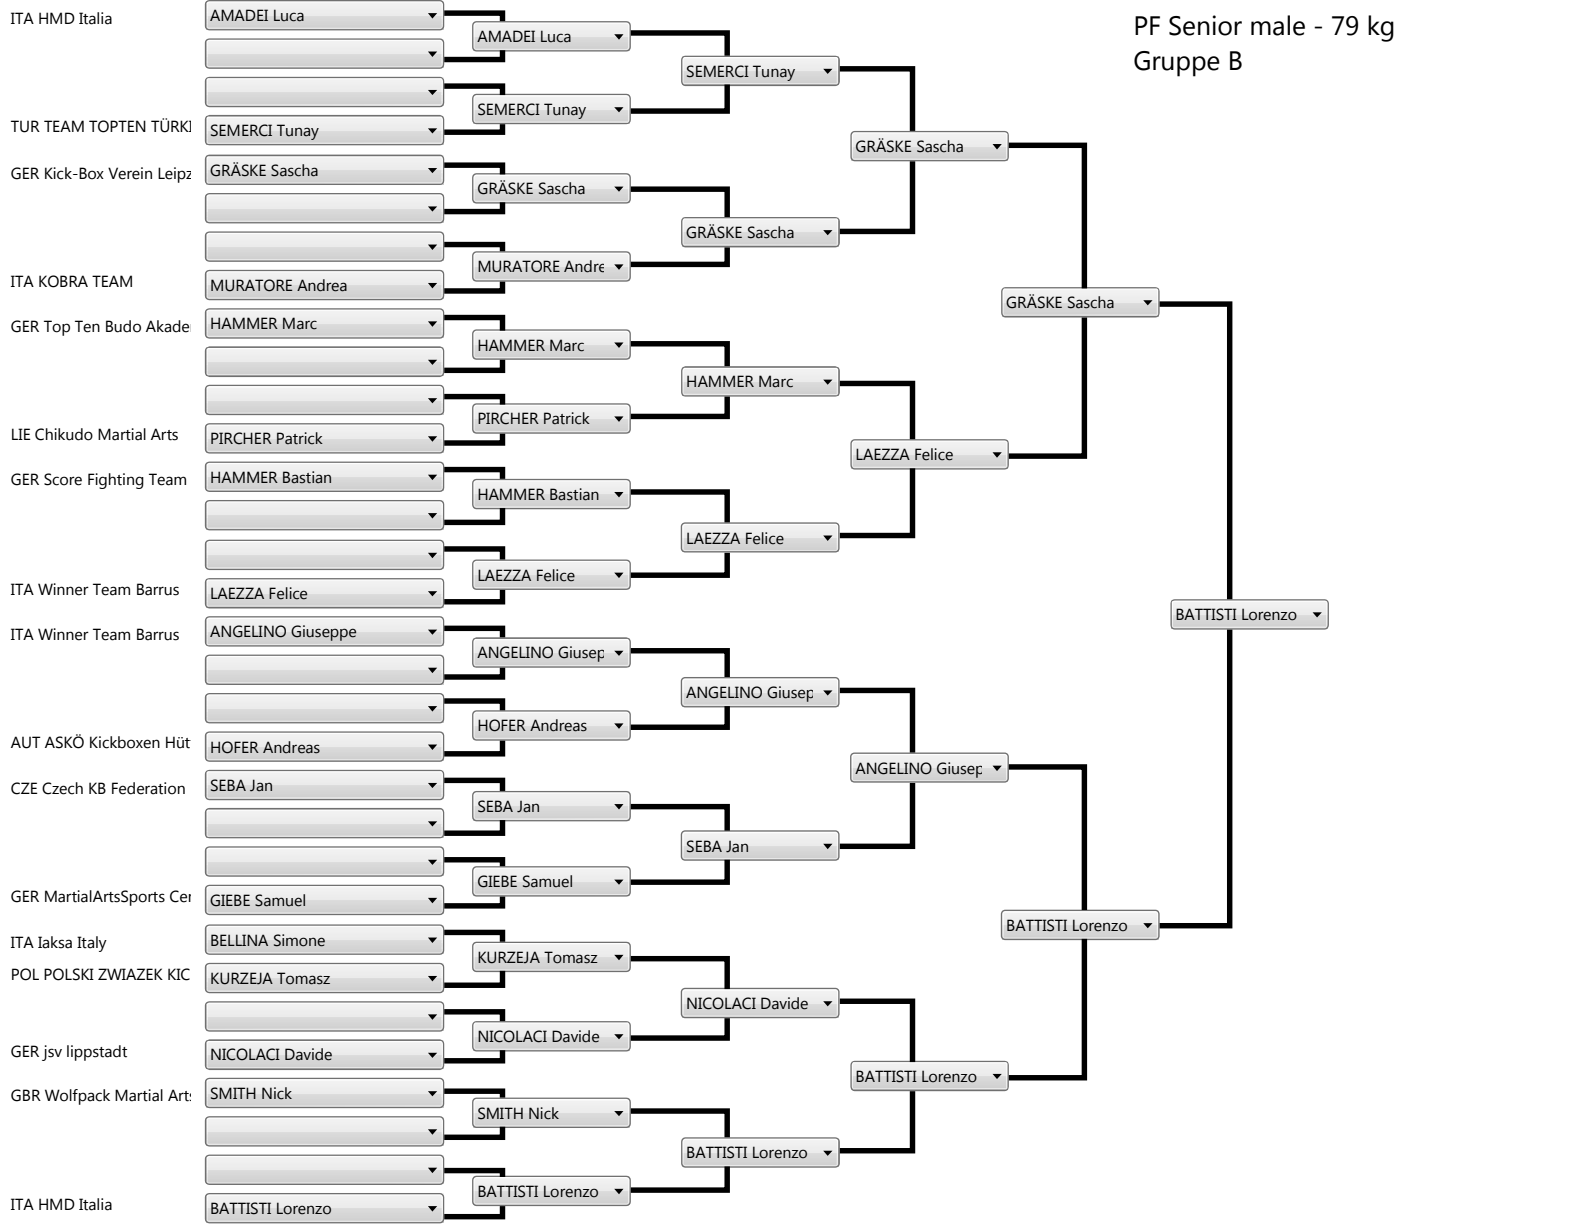 PF Senior male - 79 kg
Gruppe B
ITA HMD Italia
AMADEI Luca
TUR TEAM TOPTEN TÜRKI
SEMERCI Tunay
GER Kick-Box Verein Leipz
GRÄSKE Sascha
ITA KOBRA TEAM
MURATORE Andrea
GER Top Ten Budo Akade
HAMMER Marc
LIE Chikudo Martial Arts
PIRCHER Patrick
GER Score Fighting Team
HAMMER Bastian
ITA Winner Team Barrus
LAEZZA Felice
ITA Winner Team Barrus
ANGELINO Giuseppe
AUT ASKÖ Kickboxen Hüt
HOFER Andreas
CZE Czech KB Federation
SEBA Jan
GER MartialArtsSports Cer
GIEBE Samuel
ITA Iaksa Italy
BELLINA Simone
POL POLSKI ZWIAZEK KIC
KURZEJA Tomasz
GER jsv lippstadt
NICOLACI Davide
GBR Wolfpack Martial Arts
SMITH Nick
ITA HMD Italia
BATTISTI Lorenzo
AMADEI Luca
SEMERCI Tunay
GRÄSKE Sascha
MURATORE Andre
HAMMER Marc
PIRCHER Patrick
HAMMER Bastian
LAEZZA Felice
ANGELINO Giusep
HOFER Andreas
SEBA Jan
GIEBE Samuel
KURZEJA Tomasz
NICOLACI Davide
SMITH Nick
BATTISTI Lorenzo
SEMERCI Tunay
GRÄSKE Sascha
HAMMER Marc
LAEZZA Felice
ANGELINO Giusep
SEBA Jan
NICOLACI Davide
BATTISTI Lorenzo
GRÄSKE Sascha
LAEZZA Felice
ANGELINO Giusep
BATTISTI Lorenzo
GRÄSKE Sascha
BATTISTI Lorenzo
BATTISTI Lorenzo